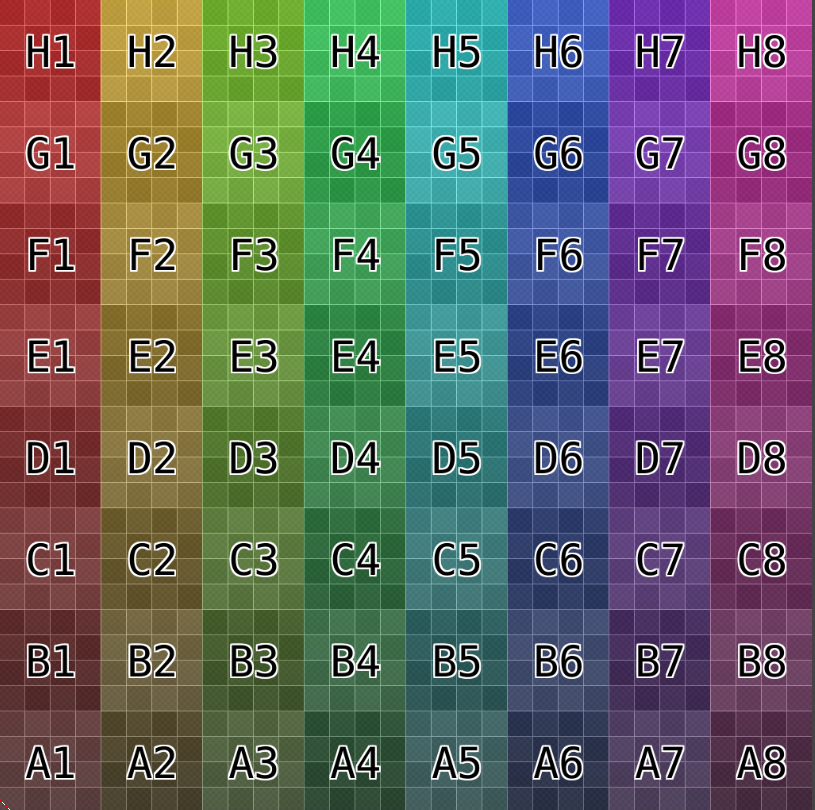 H1 H2 H3 H4 H5 H6 H7 H8
G1 G2 G3 G4 G5 G6 G7 G8
F1 F2 F3 F4 F5 F6 F7 F8
E1 E2 E3 E4 E5 E6 E7 E8
D1 D2 D3 D4 D5 D6 D7 D8
C1 C2 C3 C4 C5 C6 C7 C8
B1 B2 B3 B4 B5 B6 B7 B8
A1 A2 A3 A4 A5 A6 A7 A8